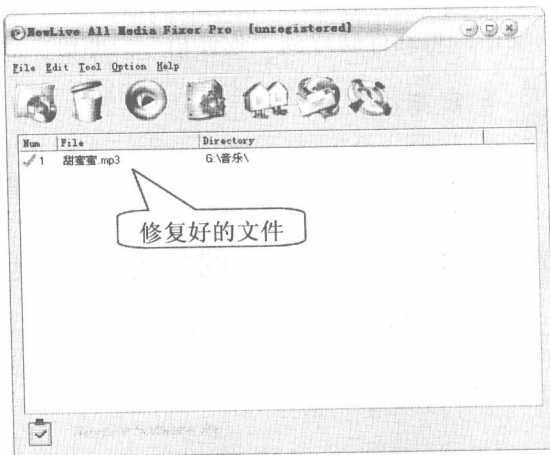 NewLive All Media Fixer Pro [unregistered]
File Edit Tool Option Help
Num File Directory
1 甜蜜蜜.mp3 G:\音乐\
修复好的文件